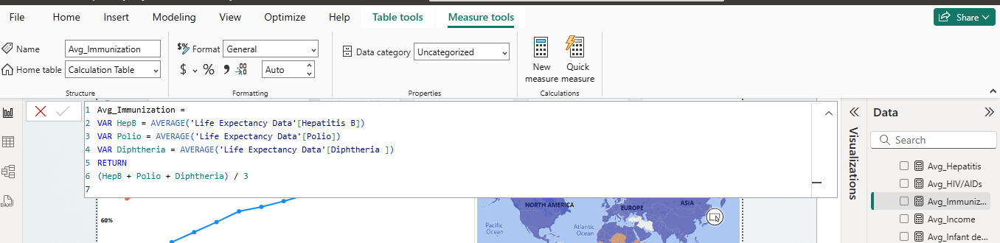 File Home Insert Modeling View Optimize Help Table tools Measure tools Share
Name Avg_Immunization
Home table Calculation Table
Structure
$% Format General
$ % 9 .00 Auto
Formatting
Data category Uncategorized
Properties
New measure
Quick measure
Calculations
1 Avg_Immunization =
2 VAR HepB = AVERAGE('Life Expectancy Data'[Hepatitis B])
3 VAR Polio = AVERAGE('Life Expectancy Data'[Polio])
4 VAR Diphtheria = AVERAGE('Life Expectancy Data'[Diphtheria ])
5 RETURN
6 (HepB + Polio + Diphtheria) / 3
7
DAX
60%
NORTH AMERICA
EUROPE
ASIA
Pacific
Ocean
Atlantic
Ocean
Visualizations
Data
Search
Avg_Hepatitis
Avg_HIV/AIDs
Avg_Immuniz...
Avg_Income
Avg_Infant de...